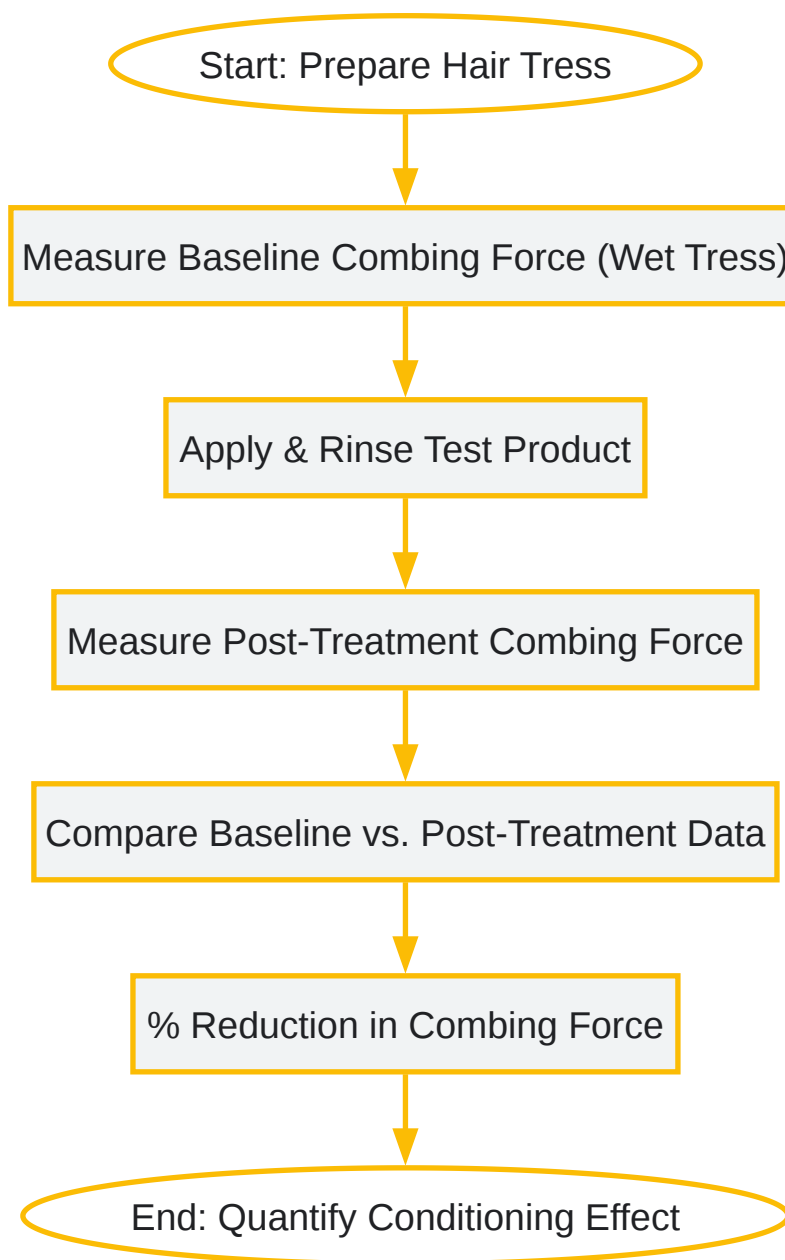 Start: Prepare Hair Tress
Measure Baseline Combing Force (Wet Tress)
Apply & Rinse Test Product
Measure Post-Treatment Combing Force
Compare Baseline vs. Post-Treatment Data
% Reduction in Combing Force
End: Quantify Conditioning Effect